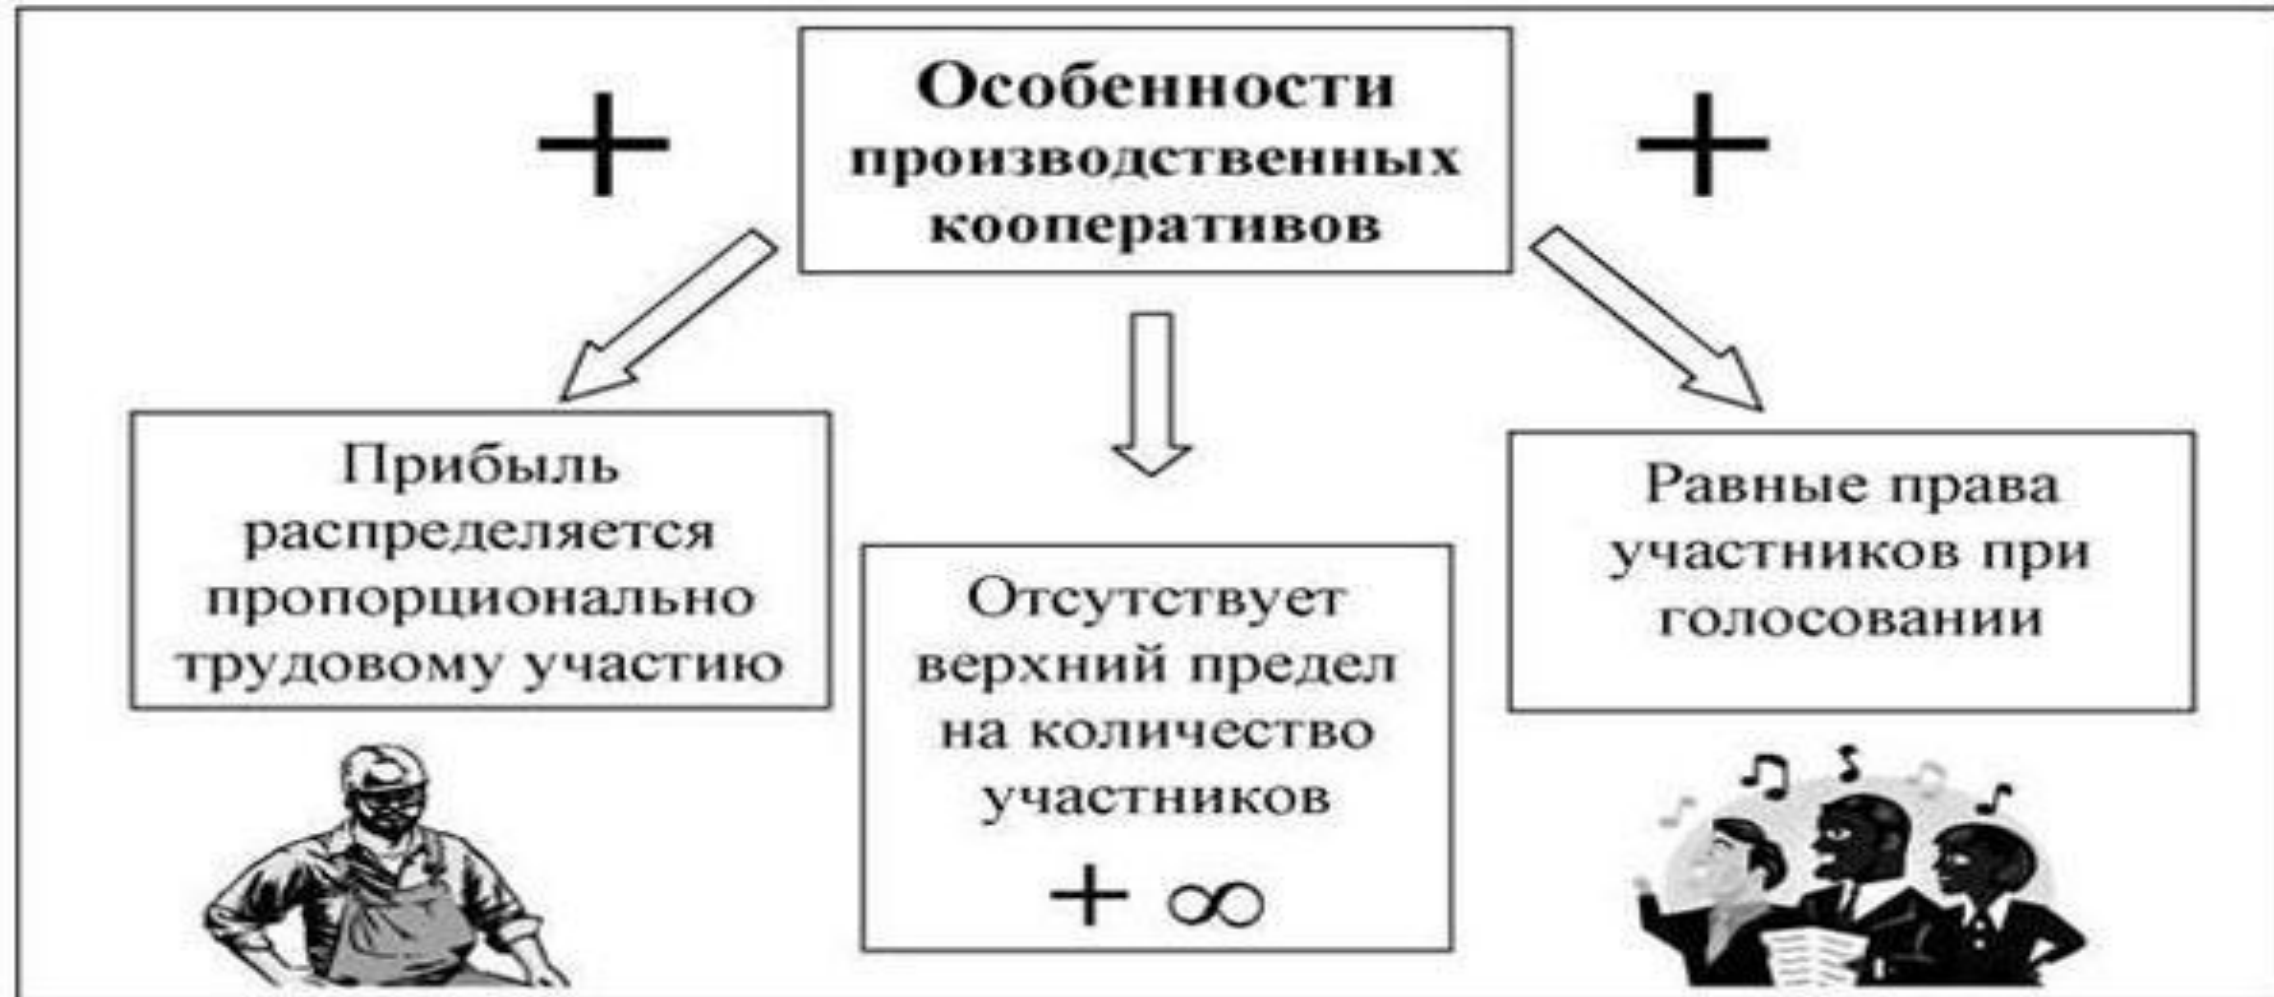 +
Особенности
производственных
кооперативов
+
Прибыль
распределяется
пропорционально
трудовому участию
Отсутствует
верхний предел
на количество
участников
+ ∞
Равные права
участников при
голосовании